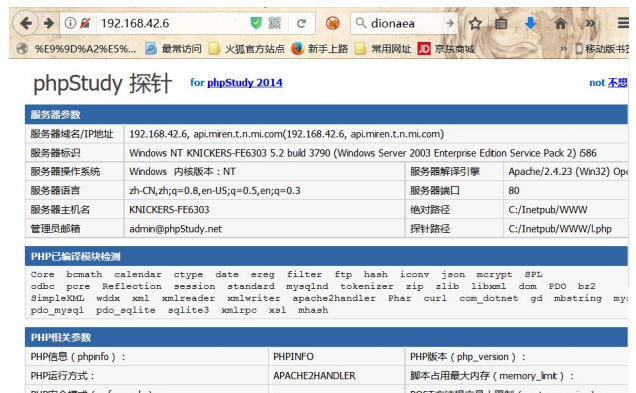 192.168.42.6 dionaea
%E9%9D%A2%E5%... 最常访问 火狐官方站点 新手上路 常用网址 JD 京东商城 » 移动版书签
phpStudy 探针 for phpStudy 2014 not 不想
服务器参数
服务器域名/IP地址 192.168.42.6, api.miren.t.n.mi.com(192.168.42.6, api.miren.t.n.mi.com)
服务器标识 Windows NT KNICKERS-FE6303 5.2 build 3790 (Windows Server 2003 Enterprise Edition Service Pack 2) i586
服务器操作系统 Windows 内核版本：NT 服务器解译引擎 Apache/2.4.23 (Win32) Ope
服务器语言 zh-CN,zh;q=0.8,en-US;q=0.5,en;q=0.3 服务器端口 80
服务器主机名 KNICKERS-FE6303 绝对路径 C:/Inetpub/WWW
管理员邮箱 admin@phpStudy.net 探针路径 C:/Inetpub/WWW/l.php
PHP已编译模块检测
Core bcmath calendar ctype date ereg filter ftp hash iconv json mcrypt SPL
odbc pcre Reflection session standard mysqlnd tokenizer zip zlib libxml dom PDO bz2
SimpleXML wddx xml xmlreader xmlwriter apache2handler Phar curl com_dotnet gd mbstring mys
pdo_mysql pdo_sqlite sqlite3 xmlrpc xsl mhash
PHP相关参数
PHP信息（phpinfo）： PHPINFO PHP版本（php_version）：
PHP运行方式： APACHE2HANDLER 脚本占用最大内存（memory_limit）：